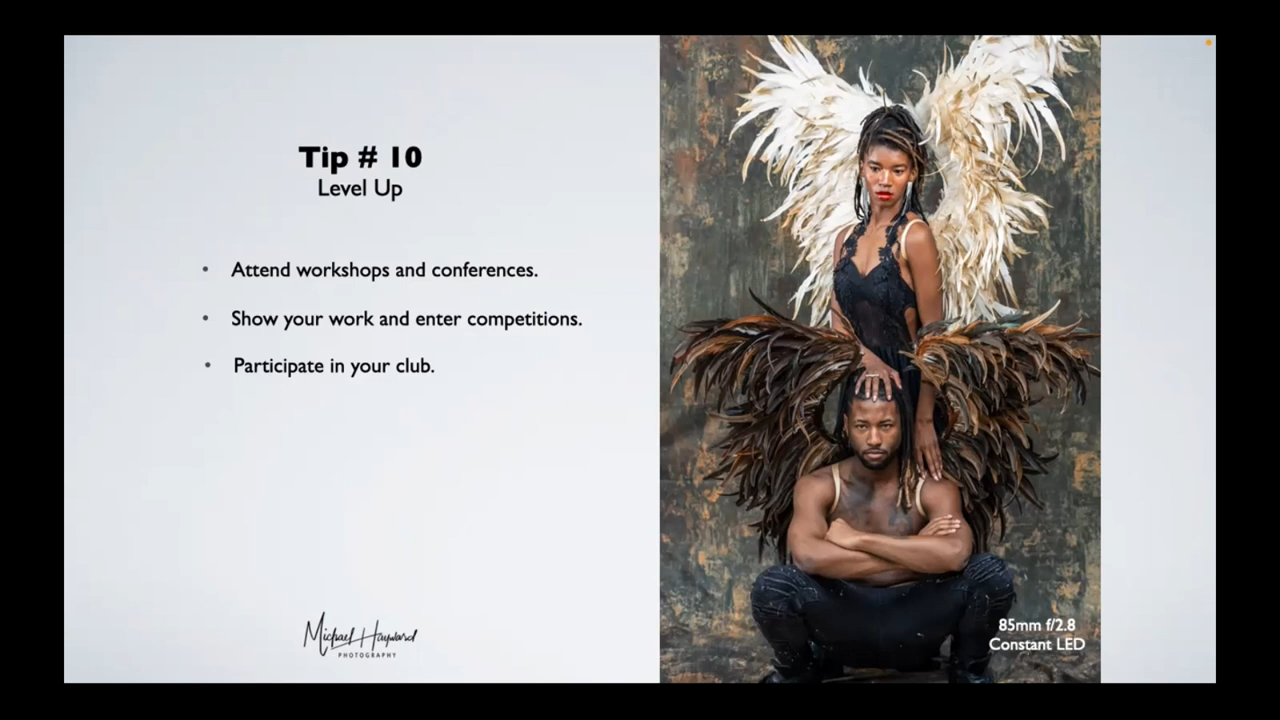 Tip # 10
Level Up
• Attend workshops and conferences.
• Show your work and enter competitions.
• Participate in your club.
Michael Hayward
PHOTOGRAPHY
85mm f/2.8
Constant LED